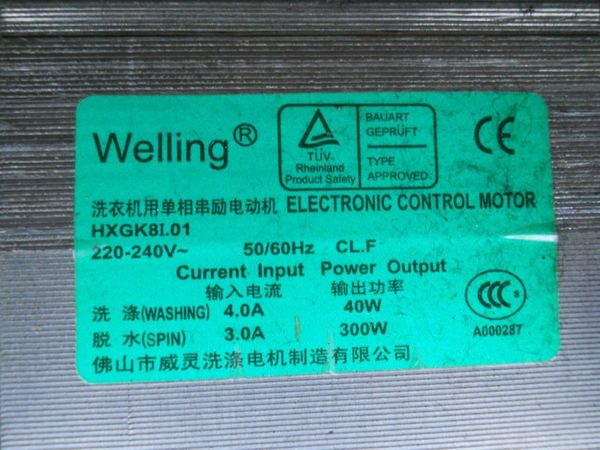 Welling®
TÜV
Rheinland
Product Safety
BAUART
GEPRÜFT
TYPE
APPROVED
CE
洗衣机用单相串励电动机 ELECTRONIC CONTROL MOTOR
HXGK8I.01
220-240V~ 50/60Hz CL.F
Current Input Power Output
输入电流 输出功率
洗 涤(WASHING) 4.0A 40W
脱 水(SPIN) 3.0A 300W
CCC S
A000287
佛山市威灵洗涤电机制造有限公司